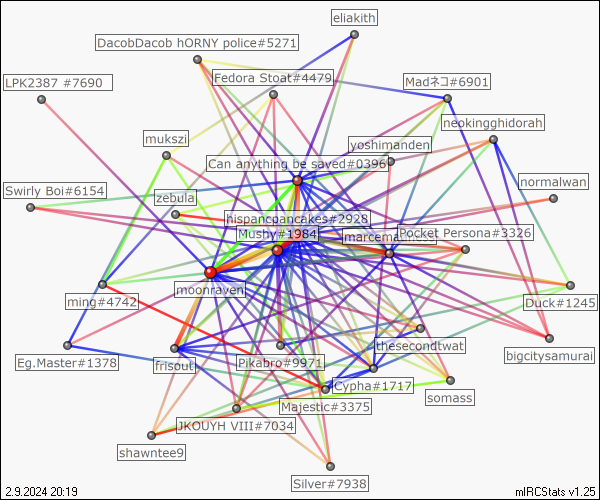 eliakith
DacobDacob hORNY police#5271
Fedora Stoat#4479
LPK2387 #7690
Madネコ#6901
neokingghidorah
mukszi
yoshimanden
Can anything be saved#0396
Swirly Boi#6154
zebula
normalwan
hispancpancakes#2928
Mushy#1984
Pocket Persona#3326
moonraven
ming#4742
Duck#1245
Eg.Master#1378
frisout
Pikabro#9971
thesecondtwat
bigcitysamurai
Cypha#1717
somass
Majestic#3375
JKOUYH VIII#7034
shawntee9
Silver#7938
2.9.2024 20:19
mIRCStats v1.25